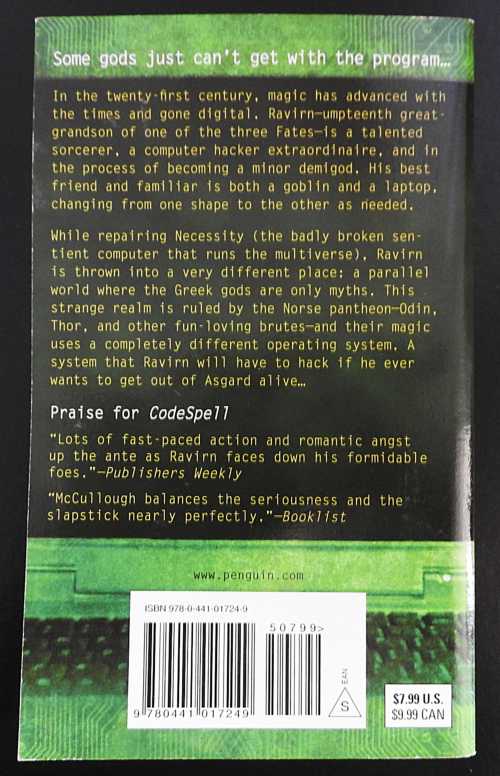 Some gods just can't get with the program…
In the twenty-first century, magic has advanced with
the times and gone digital. Ravirn—umpteenth great-
grandson of one of the three Fates—is a talented
sorcerer, a computer hacker extraordinaire, and in
the process of becoming a minor demigod. His best
friend and familiar is both a goblin and a laptop,
changing from one shape to the other as needed.
While repairing Necessity (the badly broken sen-
tient computer that runs the multiverse), Ravirn
is thrown into a very different place: a parallel
world where the Greek gods are only myths. This
strange realm is ruled by the Norse pantheon—Odin,
Thor, and other fun-loving brutes—and their magic
uses a completely different operating system. A
system that Ravirn will have to hack if he ever
wants to get out of Asgard alive…
Praise for CodeSpell
"Lots of fast-paced action and romantic angst
up the ante as Ravirn faces down his formidable
foes."—Publishers Weekly
"McCullough balances the seriousness and the
slapstick nearly perfectly."—Booklist
www.penguin.com
ISBN 978-0-441-01724-9
50799>
9 780441 017249
EAN
S
$7.99 U.S.
$9.99 CAN